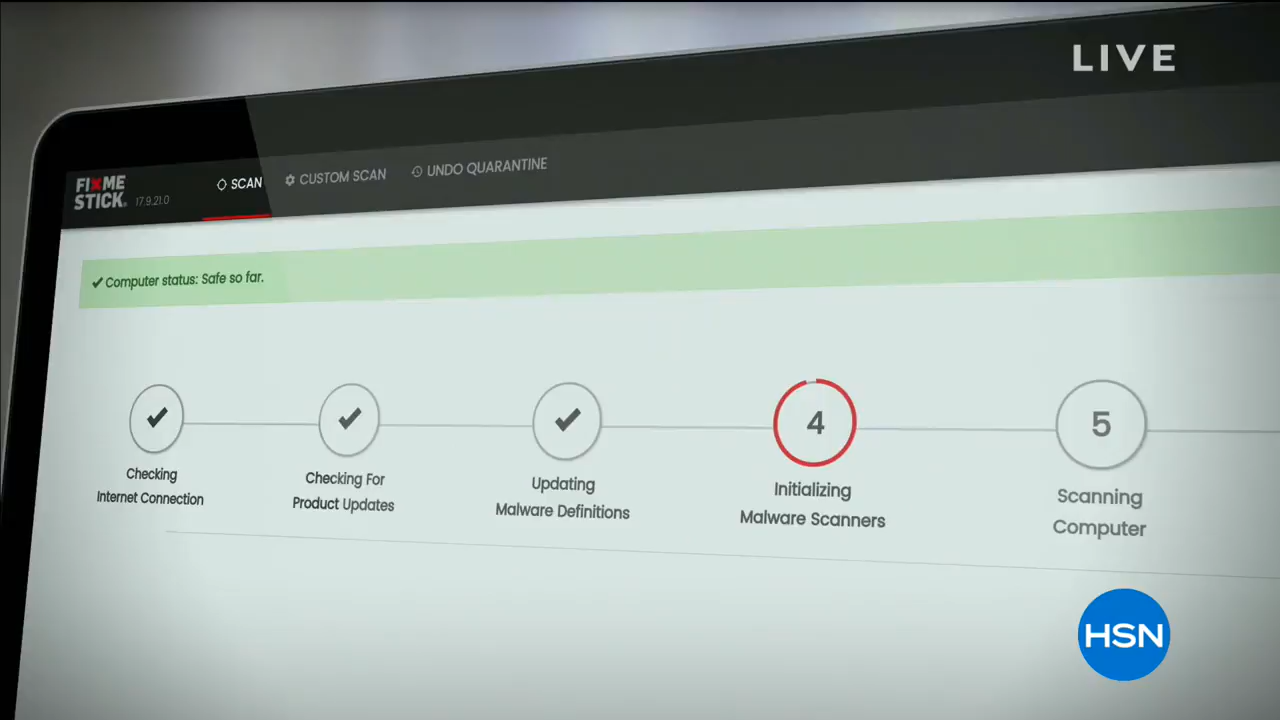 LIVE
FIXME
STICK® 17.9.21.0
SCAN
CUSTOM SCAN
UNDO QUARANTINE
Computer status: Safe so far.
Checking
Internet Connection
Checking For
Product Updates
Updating
Malware Definitions
4
Initializing
Malware Scanners
5
Scanning
Computer
HSN